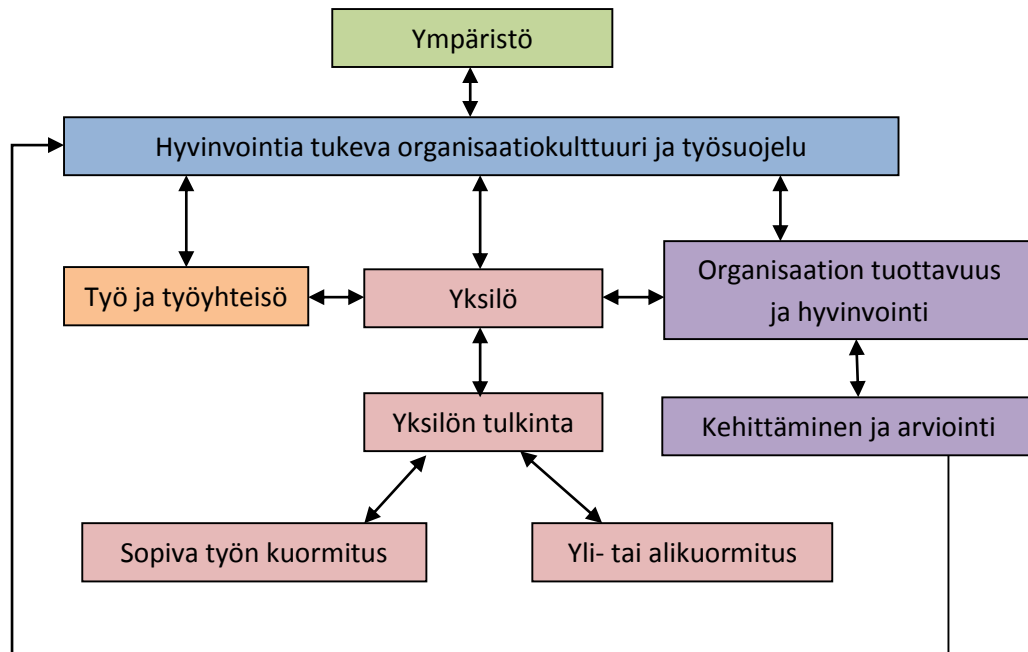 Ympäristö
Hyvinvointia tukeva organisaatiokulttuuri ja työsuojelu
Työ ja työyhteisö
Yksilö
Organisaation tuottavuus
ja hyvinvointi
Yksilön tulkinta
Kehittäminen ja arviointi
Sopiva työn kuormitus
Yli- tai alikuormitus